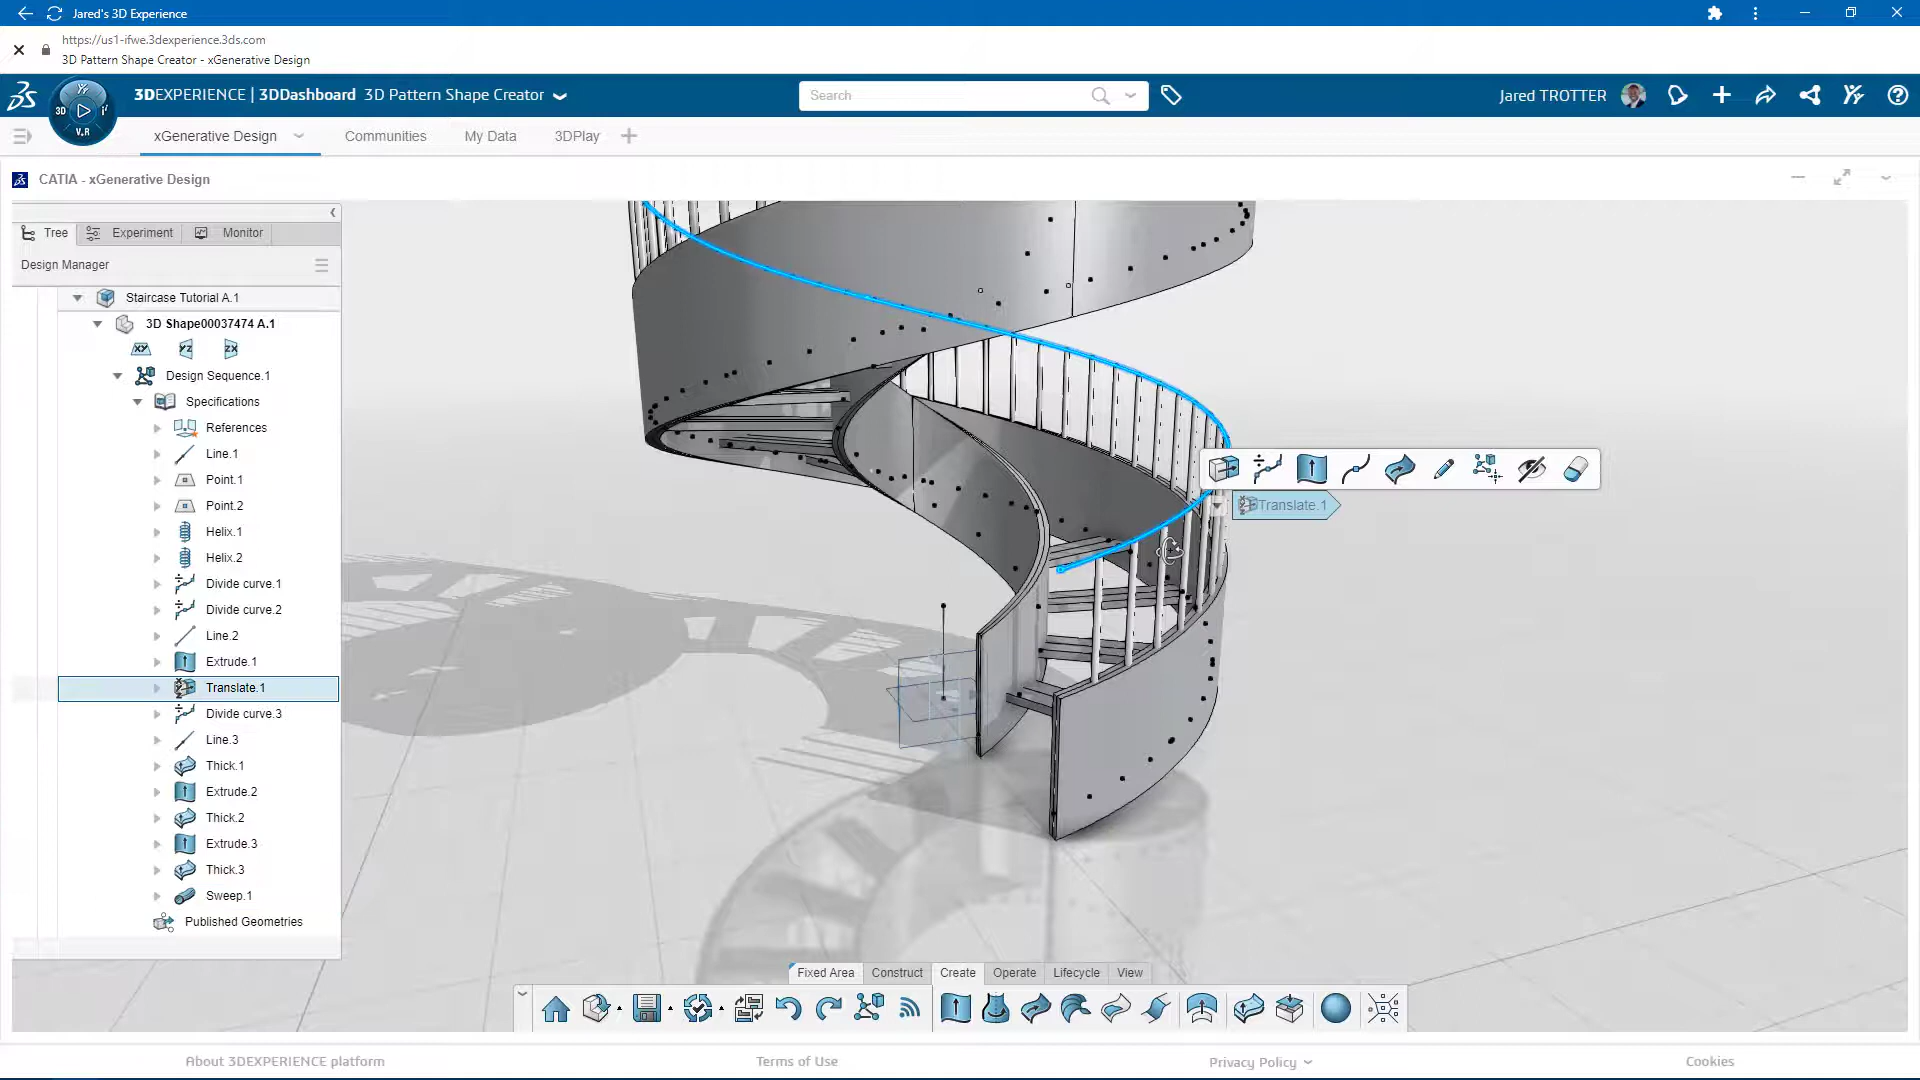 Jared's 3D Experience
https://us1-ifwe.3dexperience.3ds.com
3D Pattern Shape Creator - xGenerative Design
3DEXPERIENCE | 3DDashboard 3D Pattern Shape Creator
Search
Jared TROTTER
3D
V.R
xGenerative Design
Communities
My Data
3DPlay
CATIA - xGenerative Design
Tree
Experiment
Monitor
Design Manager
Staircase Tutorial A.1
3D Shape00037474 A.1
XY
YZ
ZX
Design Sequence.1
Specifications
References
Line.1
Point.1
Point.2
Helix.1
Helix.2
Divide curve.1
Divide curve.2
Line.2
Extrude.1
Translate.1
Divide curve.3
Line.3
Thick.1
Extrude.2
Thick.2
Extrude.3
Thick.3
Sweep.1
Published Geometries
Translate.1
Fixed Area
Construct
Create
Operate
Lifecycle
View
About 3DEXPERIENCE platform
Terms of Use
Privacy Policy
Cookies